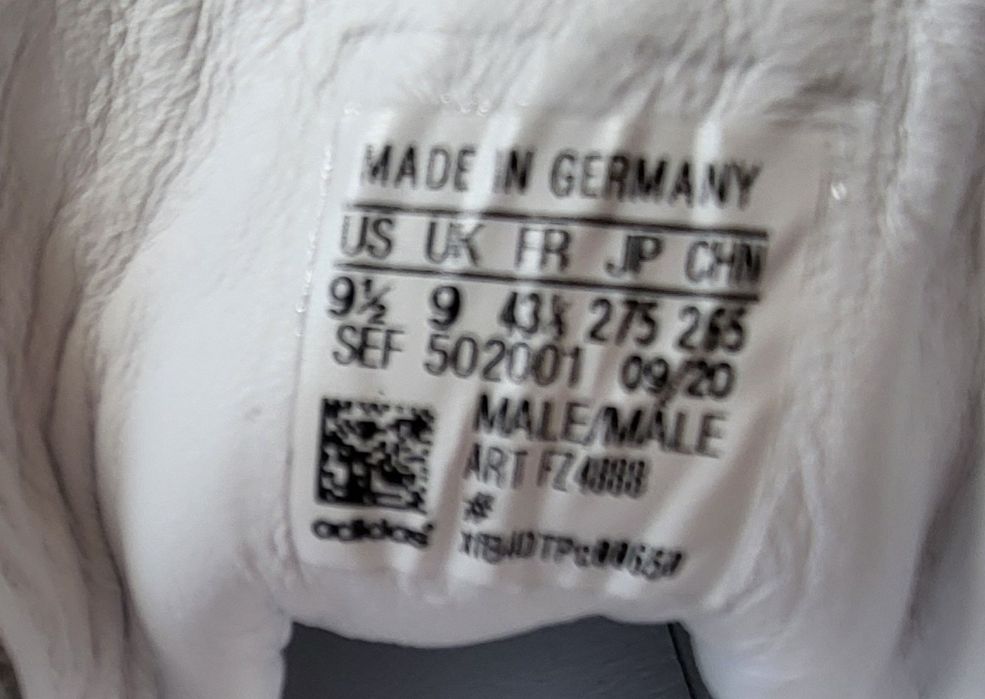 MADE IN GERMANY
US UK FR JP CHN
9½ 9 43⅓ 275 265
SEF 502001 09/20
MALE/MALE
ART
#
adidas